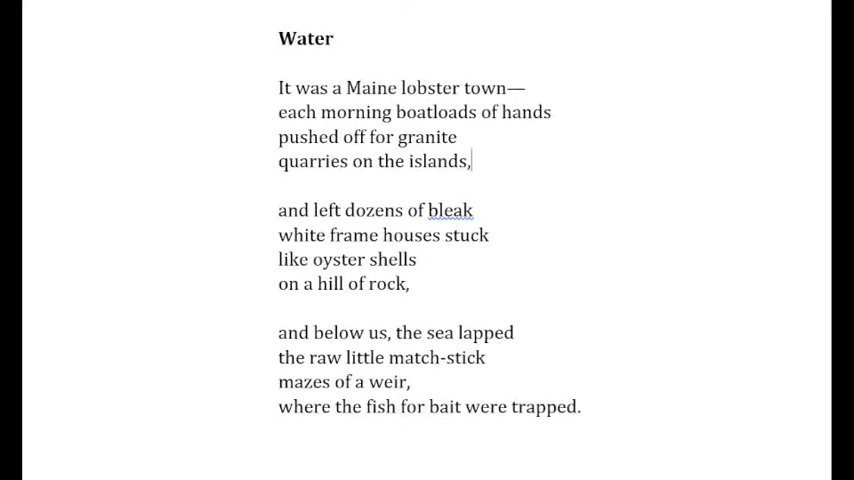 Water
It was a Maine lobster town—
each morning boatloads of hands
pushed off for granite
quarries on the islands,
and left dozens of bleak
white frame houses stuck
like oyster shells
on a hill of rock,
and below us, the sea lapped
the raw little match-stick
mazes of a weir,
where the fish for bait were trapped.